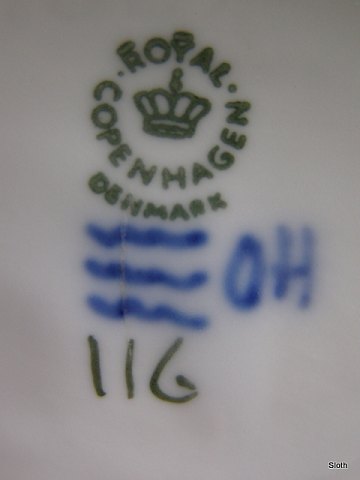 ROYAL
COPENHAGEN
DENMARK
OH
116
Sloth